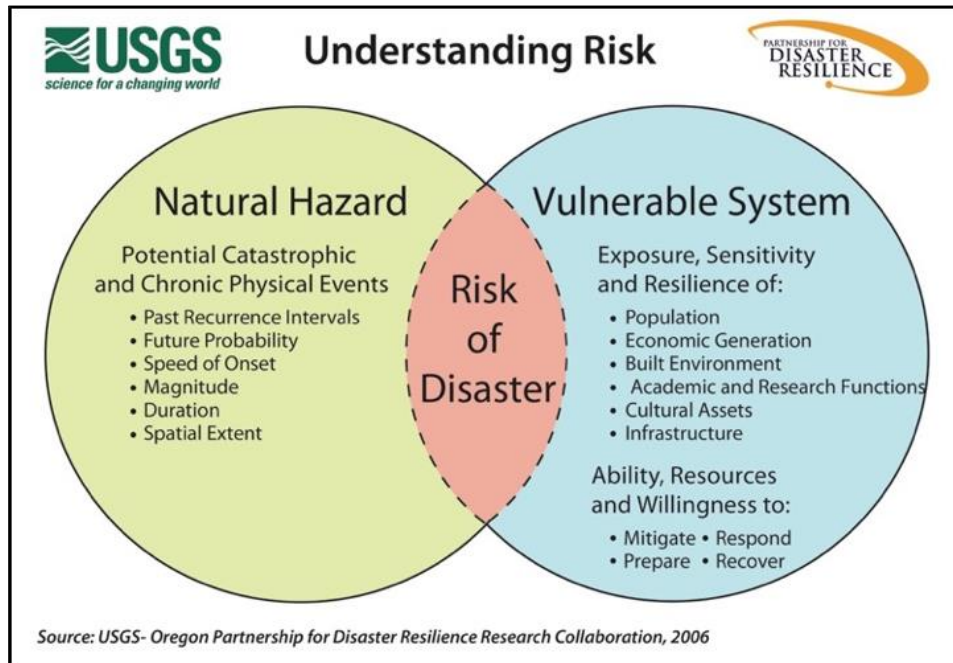 USGS
science for a changing world
Understanding Risk
PARTNERSHIP FOR
DISASTER
RESILIENCE
Natural Hazard
Potential Catastrophic
and Chronic Physical Events
• Past Recurrence Intervals
• Future Probability
• Speed of Onset
• Magnitude
• Duration
• Spatial Extent
Risk
of
Disaster
Vulnerable System
Exposure, Sensitivity
and Resilience of:
• Population
• Economic Generation
• Built Environment
• Academic and Research Functions
• Cultural Assets
• Infrastructure
Ability, Resources
and Willingness to:
• Mitigate • Respond
• Prepare • Recover
Source: USGS- Oregon Partnership for Disaster Resilience Research Collaboration, 2006